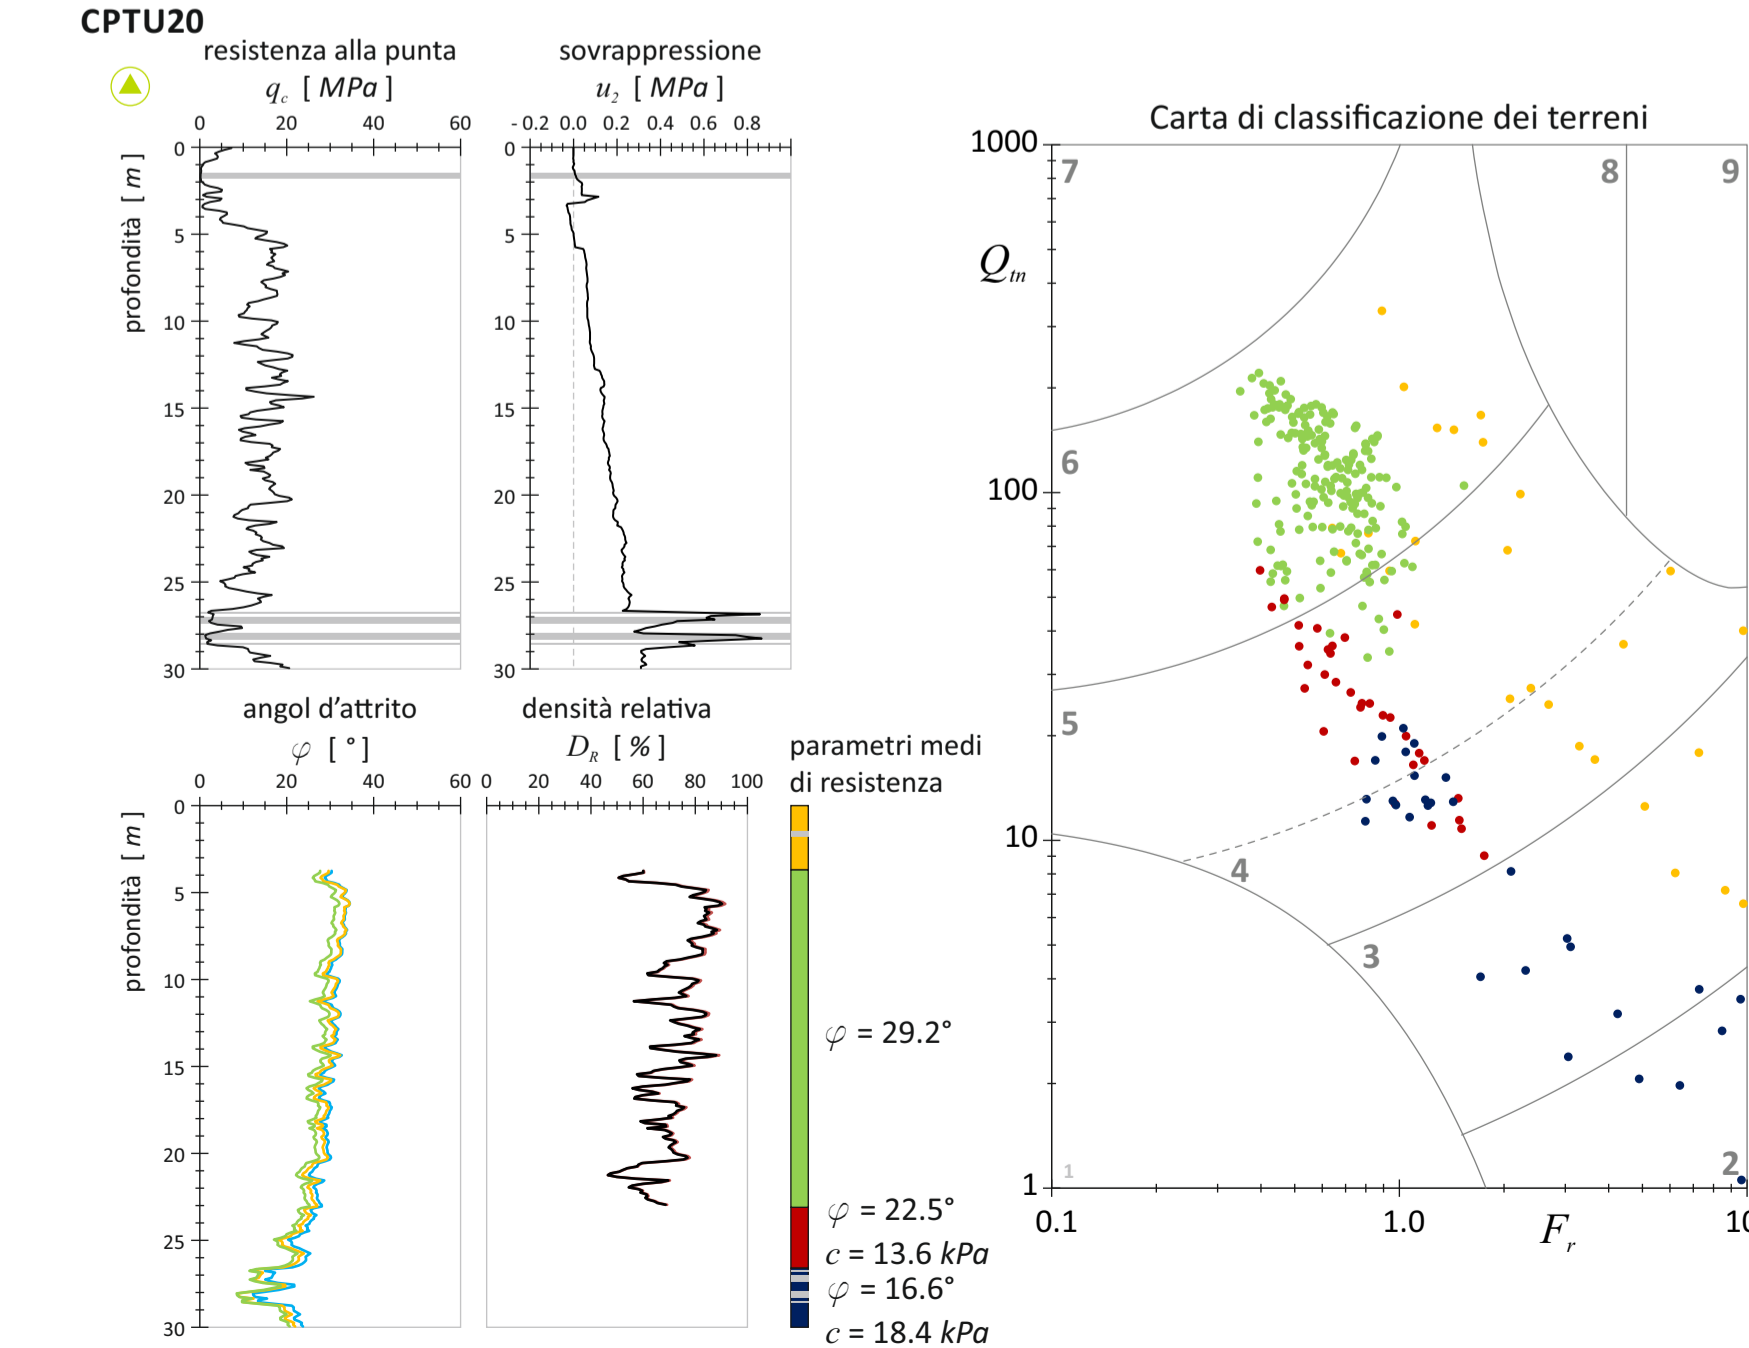 CPTU20
resistenza alla punta
qc [ MPa ]
0 20 40 60
sovrappressione
u2 [ MPa ]
-0.2 0.0 0.2 0.4 0.6 0.8
profondità [ m ]
0
5
10
15
20
25
30
0
5
10
15
20
25
30
angol d’attrito
φ [ ° ]
0 20 40 60
densità relativa
DR [ % ]
0 20 40 60 80 100
profondità [ m ]
0
5
10
15
20
25
30
parametri medi
di resistenza
φ = 29.2°
φ = 22.5°
c = 13.6 kPa
φ = 16.6°
c = 18.4 kPa
Carta di classificazione dei terreni
Qtn
1000
100
10
1
7
8
9
6
5
4
3
2
1
0.1 1.0 10
Fr